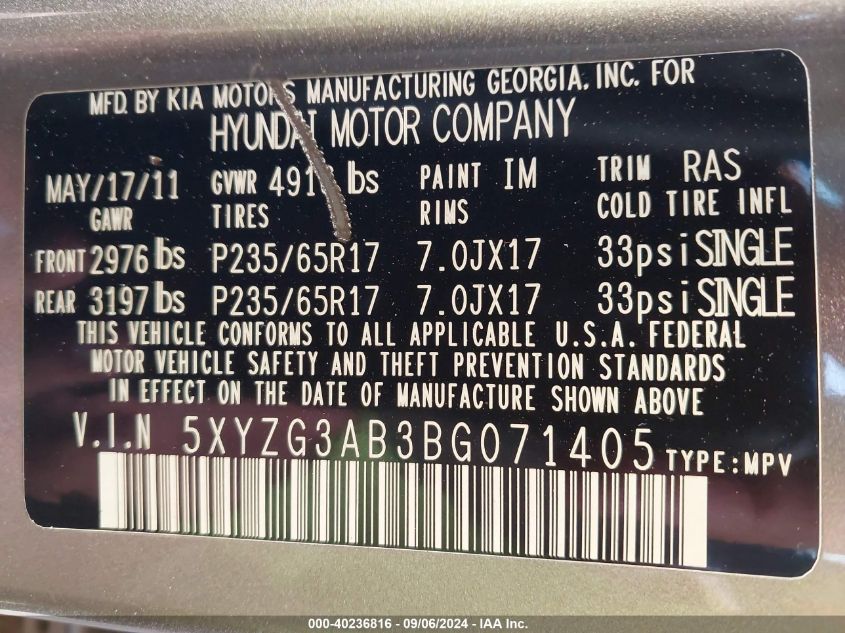 MFD. BY KIA MOTORS MANUFACTURING GEORGIA, INC. FOR
HYUNDAI MOTOR COMPANY
MAY/17/11 GVWR lbs PAINT IM TRIM RAS
GAWR TIRES RIMS COLD TIRE INFL
FRONT 2976 lbs P235/65R17 7.0JX17 33psi SINGLE
REAR 3197 lbs P235/65R17 7.0JX17 33psi SINGLE
THIS VEHICLE CONFORMS TO ALL APPLICABLE U.S.A. FEDERAL
MOTOR VEHICLE SAFETY AND THEFT PREVENTION STANDARDS
IN EFFECT ON THE DATE OF MANUFACTURE SHOWN ABOVE
V.I.N 5XYZG3AB3BG071405 TYPE:MPV
000-40236816 - 09/06/2024 - IAA Inc.